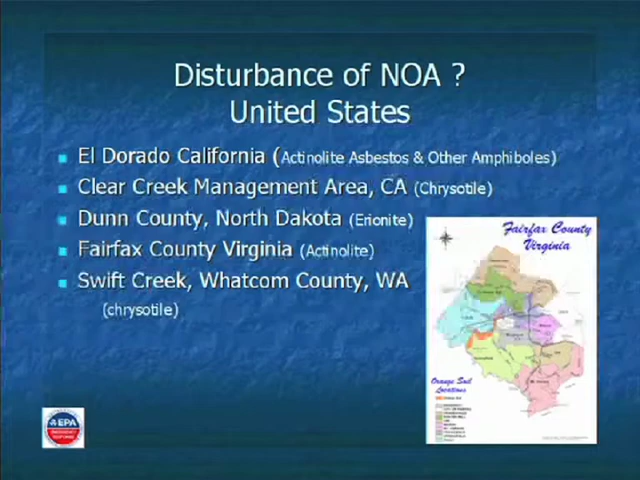 Disturbance of NOA ?
United States
El Dorado California (Actinolite Asbestos & Other Amphiboles)
Clear Creek Management Area, CA (Chrysotile)
Dunn County, North Dakota (Erionite)
Fairfax County Virginia (Actinolite)
Swift Creek, Whatcom County, WA
(chrysotile)
Fairfax County
Virginia
Orange Soil
Locations
EPA